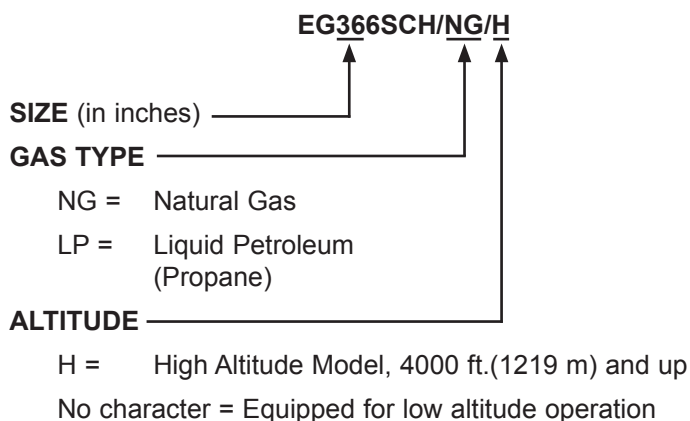 EG366SCH/NG/H
SIZE (in inches)
GAS TYPE
NG = Natural Gas
LP = Liquid Petroleum
(Propane)
ALTITUDE
H = High Altitude Model, 4000 ft.(1219 m) and up
No character = Equipped for low altitude operation